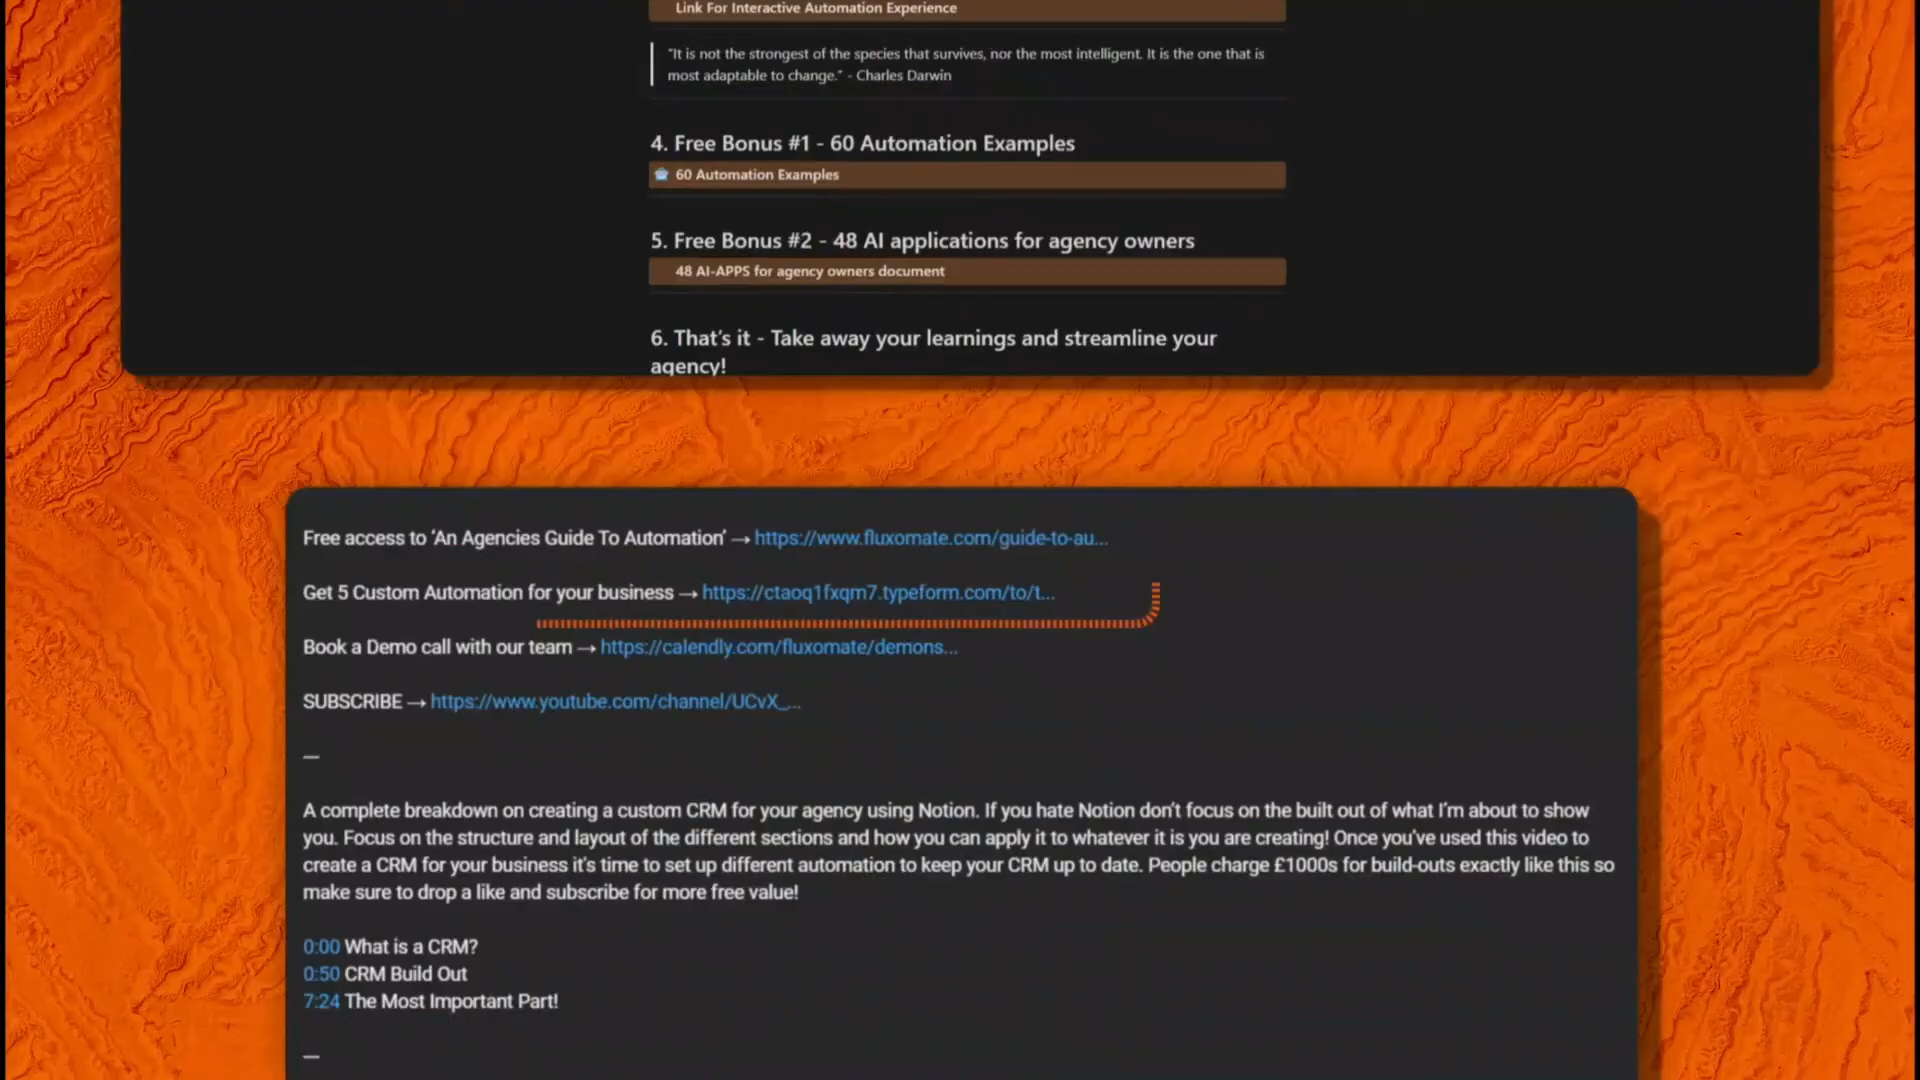 Link For Interactive Automation Experience
"It is not the strongest of the species that survives, nor the most intelligent. It is the one that is
most adaptable to change." - Charles Darwin
4. Free Bonus #1 - 60 Automation Examples
60 Automation Examples
5. Free Bonus #2 - 48 AI applications for agency owners
48 AI-APPS for agency owners document
6. That's it - Take away your learnings and streamline your
agency!
Free access to ‘An Agencies Guide To Automation’ → https://www.fluxomate.com/guide-to-au...
Get 5 Custom Automation for your business → https://ctaoq1fxqm7.typeform.com/to/t...
Book a Demo call with our team → https://calendly.com/fluxomate/demons...
SUBSCRIBE → https://www.youtube.com/channel/UCvX_...
—
A complete breakdown on creating a custom CRM for your agency using Notion. If you hate Notion don't focus on the built out of what I'm about to show
you. Focus on the structure and layout of the different sections and how you can apply it to whatever it is you are creating! Once you've used this video to
create a CRM for your business it's time to set up different automation to keep your CRM up to date. People charge £1000s for build-outs exactly like this so
make sure to drop a like and subscribe for more free value!
0:00 What is a CRM?
0:50 CRM Build Out
7:24 The Most Important Part!
—